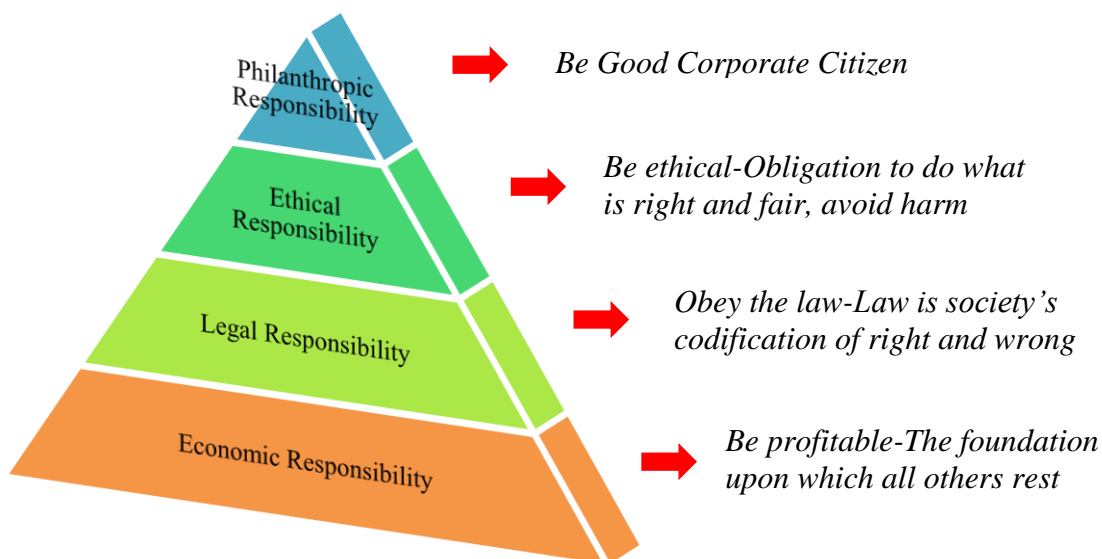 Philanthropic
Responsibility
Be Good Corporate Citizen
Ethical
Responsibility
Be ethical-Obligation to do what
is right and fair, avoid harm
Legal Responsibility
Obey the law-Law is society’s
codification of right and wrong
Economic Responsibility
Be profitable-The foundation
upon which all others rest